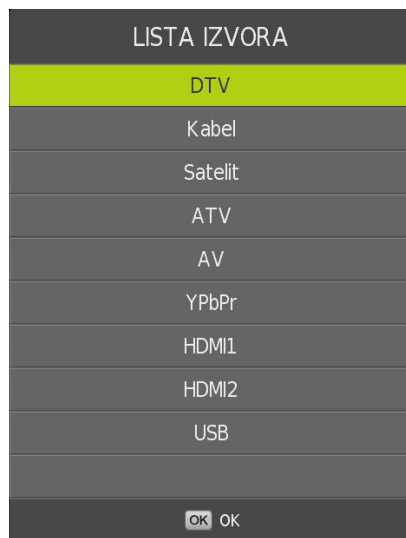 LISTA IZVORA
DTV
Kabel
Satelit
ATV
AV
YPbPr
HDMI1
HDMI2
USB
OK OK